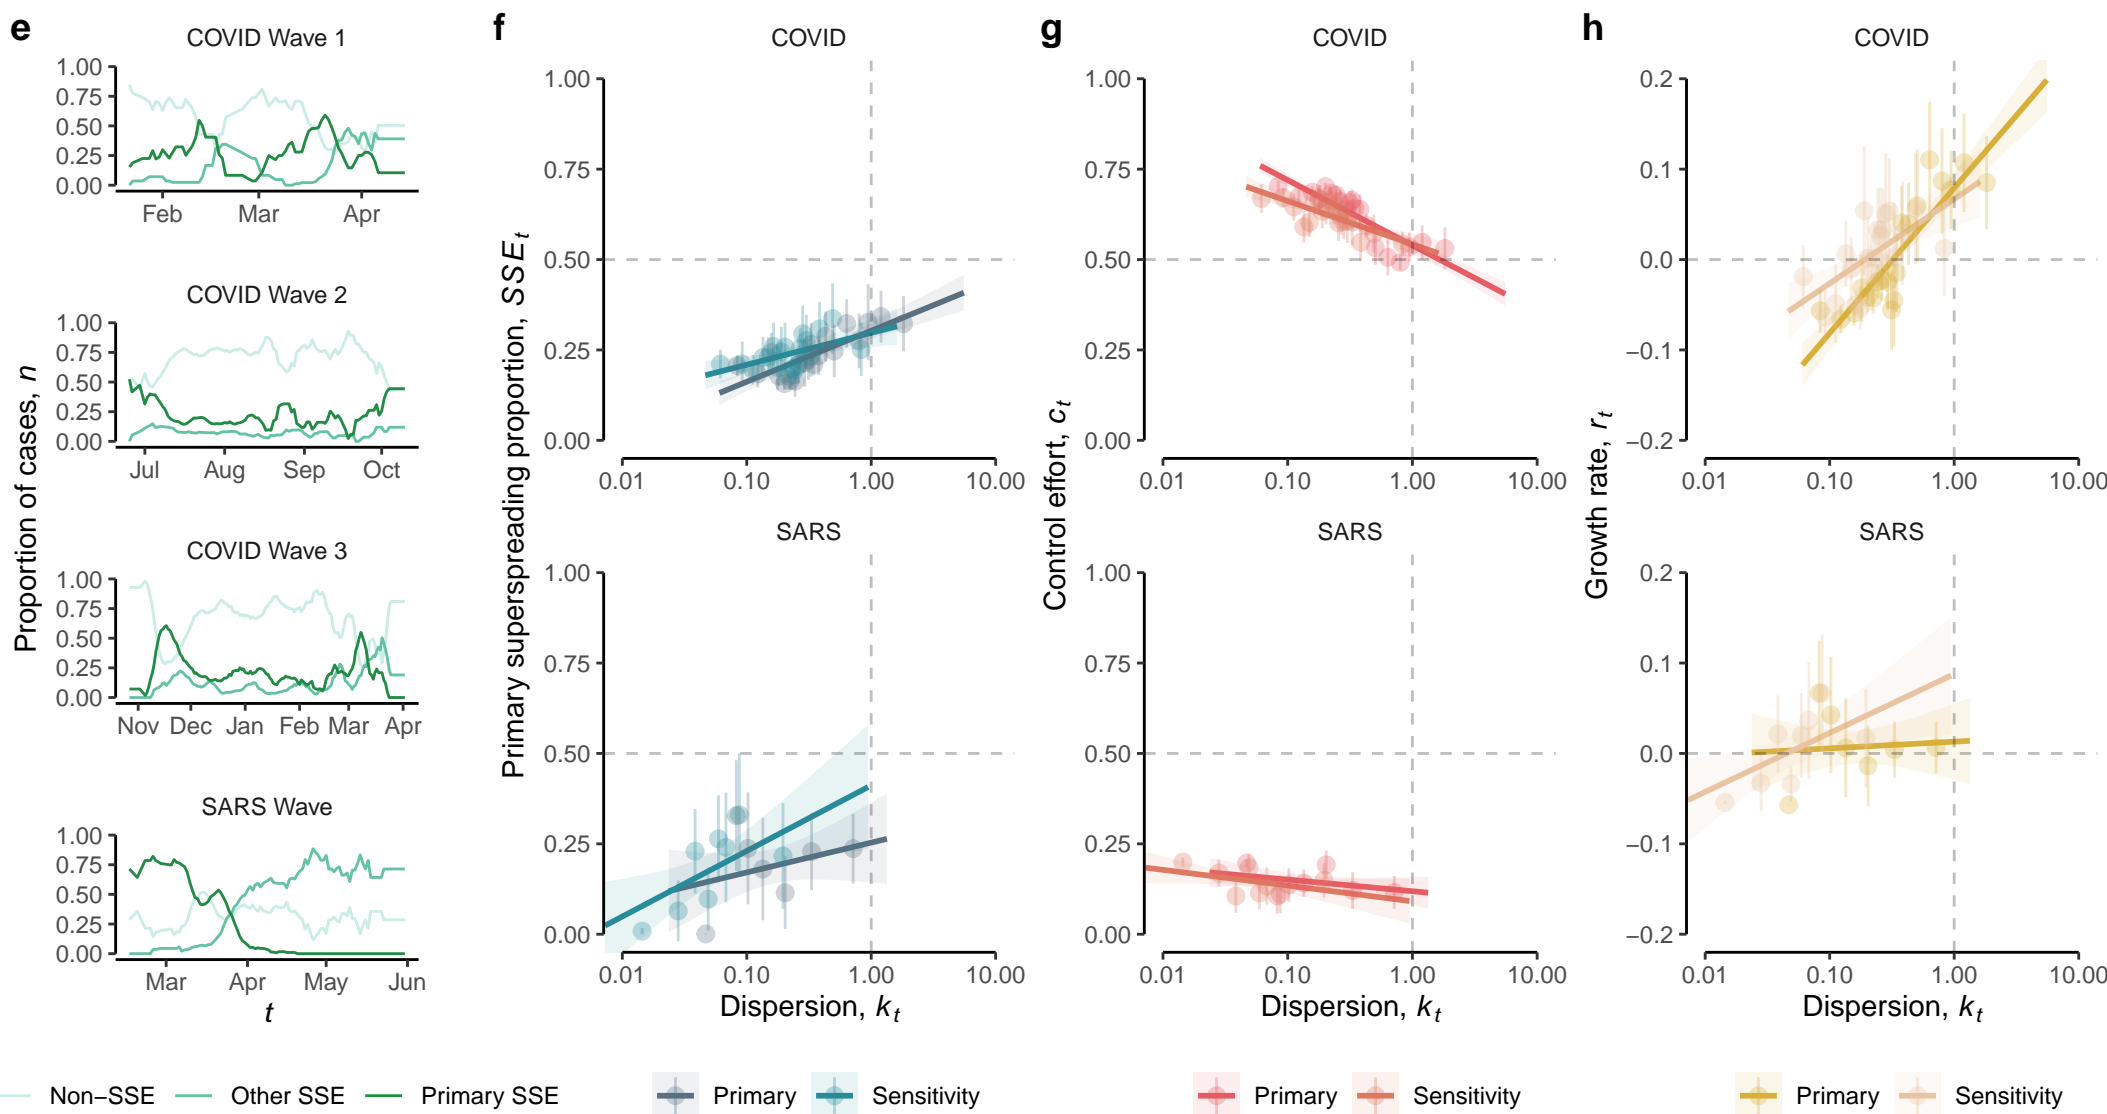 e
COVID Wave 1
1.00
0.75
0.50
0.25
0.00
Feb Mar Apr
COVID Wave 2
1.00
0.75
0.50
0.25
0.00
Jul Aug Sep Oct
COVID Wave 3
1.00
0.75
0.50
0.25
0.00
Nov Dec Jan Feb Mar Apr
SARS Wave
1.00
0.75
0.50
0.25
0.00
Mar Apr May Jun
t
Proportion of cases, n
Non−SSE Other SSE Primary SSE
f
COVID
1.00
0.75
0.50
0.25
0.00
0.01 0.10 1.00 10.00
SARS
1.00
0.75
0.50
0.25
0.00
0.01 0.10 1.00 10.00
Dispersion, kt
Primary superspreading proportion, SSEt
Primary Sensitivity
g
COVID
1.00
0.75
0.50
0.25
0.00
0.01 0.10 1.00 10.00
SARS
1.00
0.75
0.50
0.25
0.00
0.01 0.10 1.00 10.00
Dispersion, kt
Control effort, ct
Primary Sensitivity
h
COVID
0.2
0.1
0.0
−0.1
−0.2
0.01 0.10 1.00 10.00
SARS
0.2
0.1
0.0
−0.1
−0.2
0.01 0.10 1.00 10.00
Dispersion, kt
Growth rate, rt
Primary Sensitivity